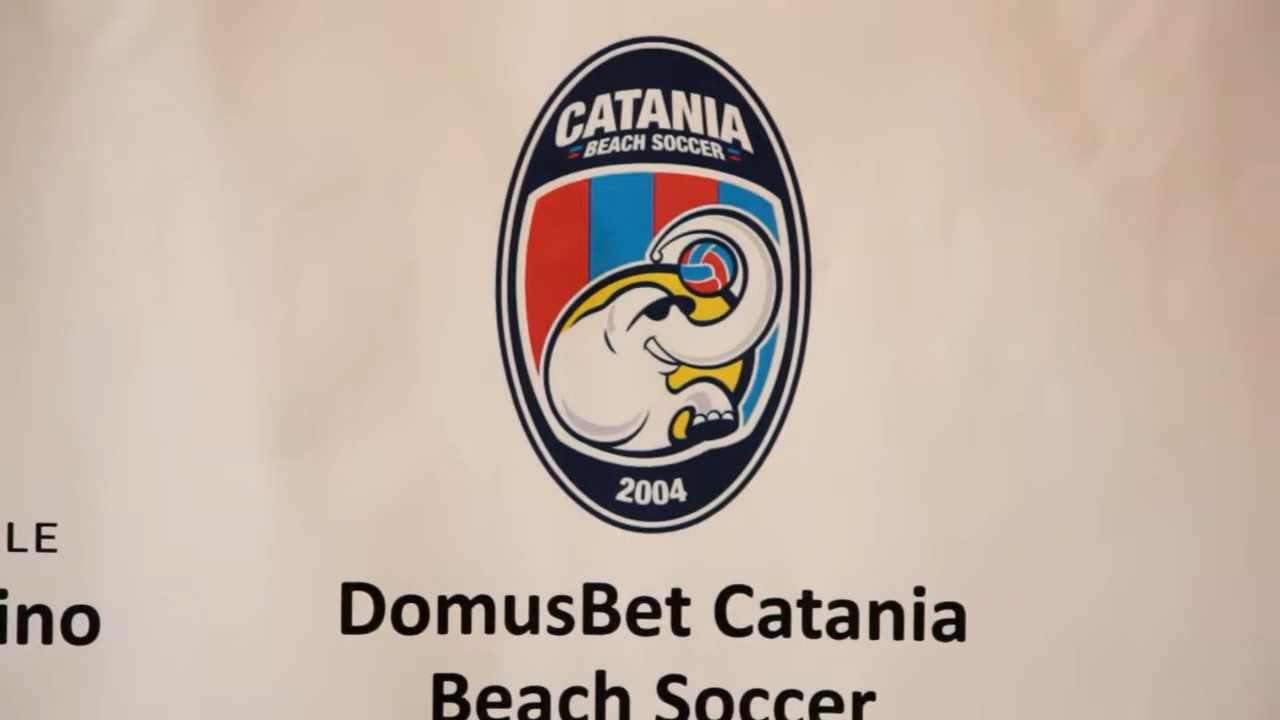 CATANIA
BEACH SOCCER
2004
LE
ino
DomusBet Catania
Beach Soccer